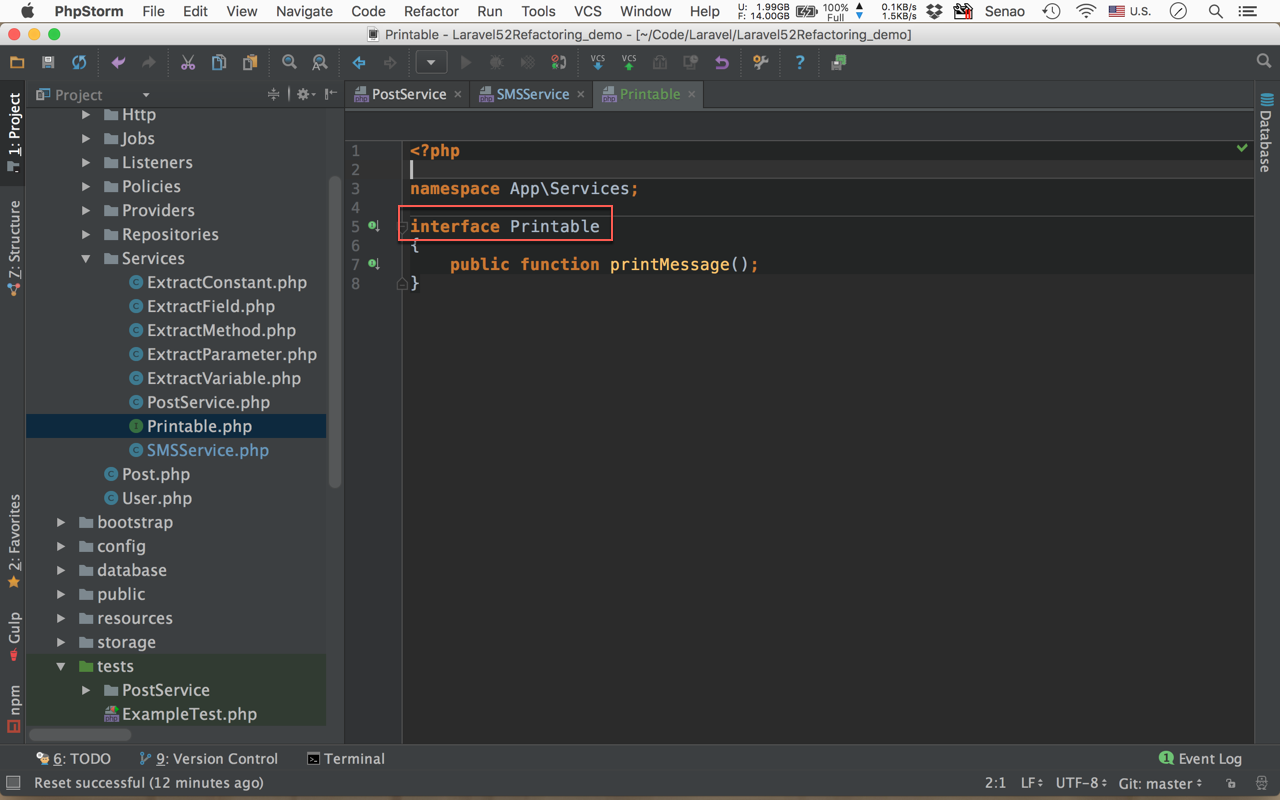 PhpStorm File Edit View Navigate Code Refactor Run Tools VCS Window Help U: 1.99GB F: 14.00GB 100% Full 0.1KB/s 1.5KB/s Senao U.S.
Printable - Laravel52Refactoring_demo - [~/Code/Laravel/Laravel52Refactoring_demo]
VCS VCS ?
1: Project
7: Structure
2: Favorites
Gulp
npm
Project
Http
Jobs
Listeners
Policies
Providers
Repositories
Services
ExtractConstant.php
ExtractField.php
ExtractMethod.php
ExtractParameter.php
ExtractVariable.php
PostService.php
Printable.php
SMSService.php
Post.php
User.php
bootstrap
config
database
public
resources
storage
tests
PostService
ExampleTest.php
PostService SMSService Printable
1 <?php
2
3 namespace App\Services;
4
5 interface Printable
6 {
7     public function printMessage();
8 }
Database
6: TODO 9: Version Control Terminal 1 Event Log
Reset successful (12 minutes ago) 2:1 LF UTF-8 Git: master